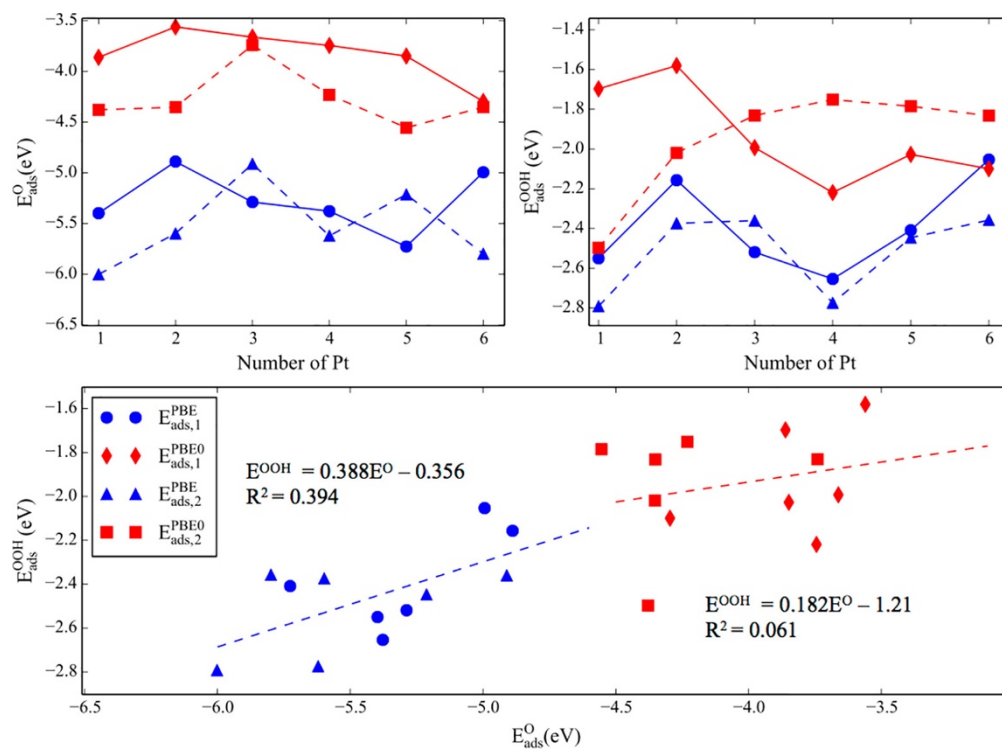 −3.5
−4.0
−4.5
−5.0
−5.5
−6.0
−6.5
E^O_ads(eV)
1 2 3 4 5 6
Number of Pt
−1.4
−1.6
−1.8
−2.0
−2.2
−2.4
−2.6
−2.8
E^OOH_ads (eV)
1 2 3 4 5 6
Number of Pt
−1.6
−1.8
−2.0
−2.2
−2.4
−2.6
−2.8
E^OOH_ads (eV)
E^PBE_ads,1
E^PBE0_ads,1
E^PBE_ads,2
E^PBE0_ads,2
E^OOH = 0.388E^O – 0.356
R² = 0.394
E^OOH = 0.182E^O - 1.21
R² = 0.061
−6.5 −6.0 −5.5 −5.0 −4.5 −4.0 −3.5
E^O_ads(eV)